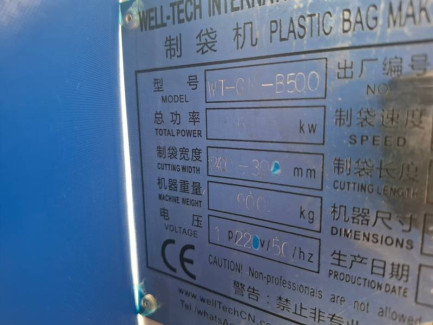 WELL-TECH
制袋机 PLASTIC BAG
型号 出厂编号
MODEL NO
总功率 kw 制袋速度
TOTAL POWER SPEED
制袋宽度 mm 制袋长度
CUTTING WIDTH CUTTING LENGTH
机器重量 kg 机器尺寸
MACHINE WEIGHT DIMENSIONS
电压 1 P/220v/50/hz 生产日期
VOLTAGE PRODUCTION DATE
CE CAUTION! Non-professionals are not allowed
警告: 禁止非专业
www.wellTechCN.